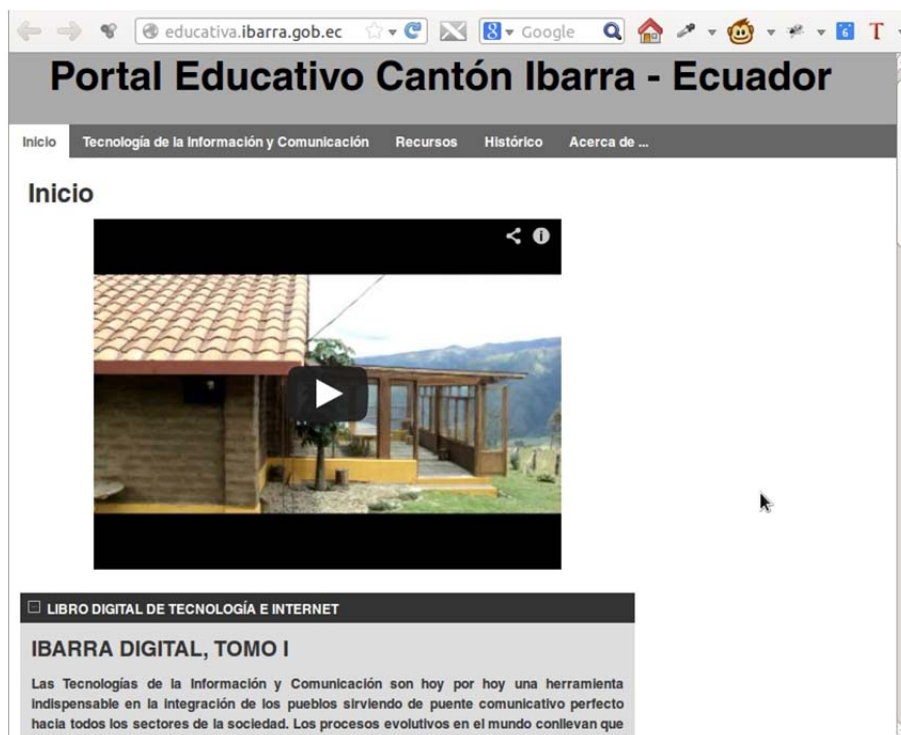 educativa.ibarra.gob.ec
Google
Portal Educativo Cantón Ibarra - Ecuador
Inicio Tecnología de la Información y Comunicación Recursos Histórico Acerca de ...
Inicio
LIBRO DIGITAL DE TECNOLOGÍA E INTERNET
IBARRA DIGITAL, TOMO I
Las Tecnologías de la Información y Comunicación son hoy por hoy una herramienta
indispensable en la integración de los pueblos sirviendo de puente comunicativo perfecto
hacia todos los sectores de la sociedad. Los procesos evolutivos en el mundo conllevan que